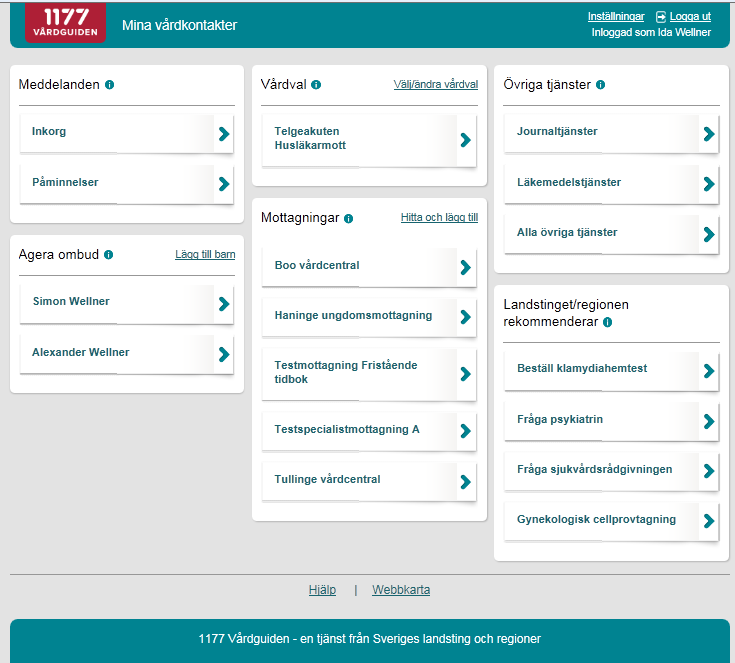 1177
VÅRDGUIDEN
Mina vårdkontakter
Inställningar Logga ut
Inloggad som Ida Wellner
Meddelanden
Inkorg
Påminnelser
Agera ombud Lägg till barn
Simon Wellner
Alexander Wellner
Vårdval Välj/ändra vårdval
Telgeakuten
Husläkarmott
Mottagningar Hitta och lägg till
Boo vårdcentral
Haninge ungdomsmottagning
Testmottagning Fristående
tidbok
Testspecialistmottagning A
Tullinge vårdcentral
Övriga tjänster
Journaltjänster
Läkemedelstjänster
Alla övriga tjänster
Landstinget/regionen
rekommenderar
Beställ klamydiahemtest
Fråga psykiatrin
Fråga sjukvårdsrådgivningen
Gynekologisk cellprovtagning
Hjälp | Webbkarta
1177 Vårdguiden - en tjänst från Sveriges landsting och regioner